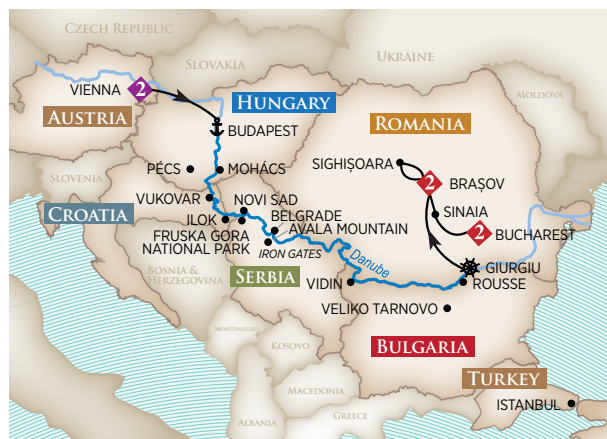 CZECH REPUBLIC
UKRAINE
SLOVAKIA
VIENNA
2
HUNGARY
MOLDOVA
AUSTRIA
BUDAPEST
ROMANIA
PÉCS
MOHÁCS
SIGHIȘOARA
SLOVENIA
2
BRAȘOV
VUKOVAR
NOVI SAD
CROATIA
ILOK
BELGRADE
SINAIA
FRUSKA GORA
NATIONAL PARK
AVALA MOUNTAIN
2
BUCHAREST
IRON GATES
Danube
BOSNIA &
HERZEGOVINA
SERBIA
GIURGIU
VIDIN
ROUSSE
VELIKO TARNOVO
MONTENEGRO
KOSOVO
BULGARIA
TURKEY
MACEDONIA
ISTANBUL
ALBANIA
GREECE